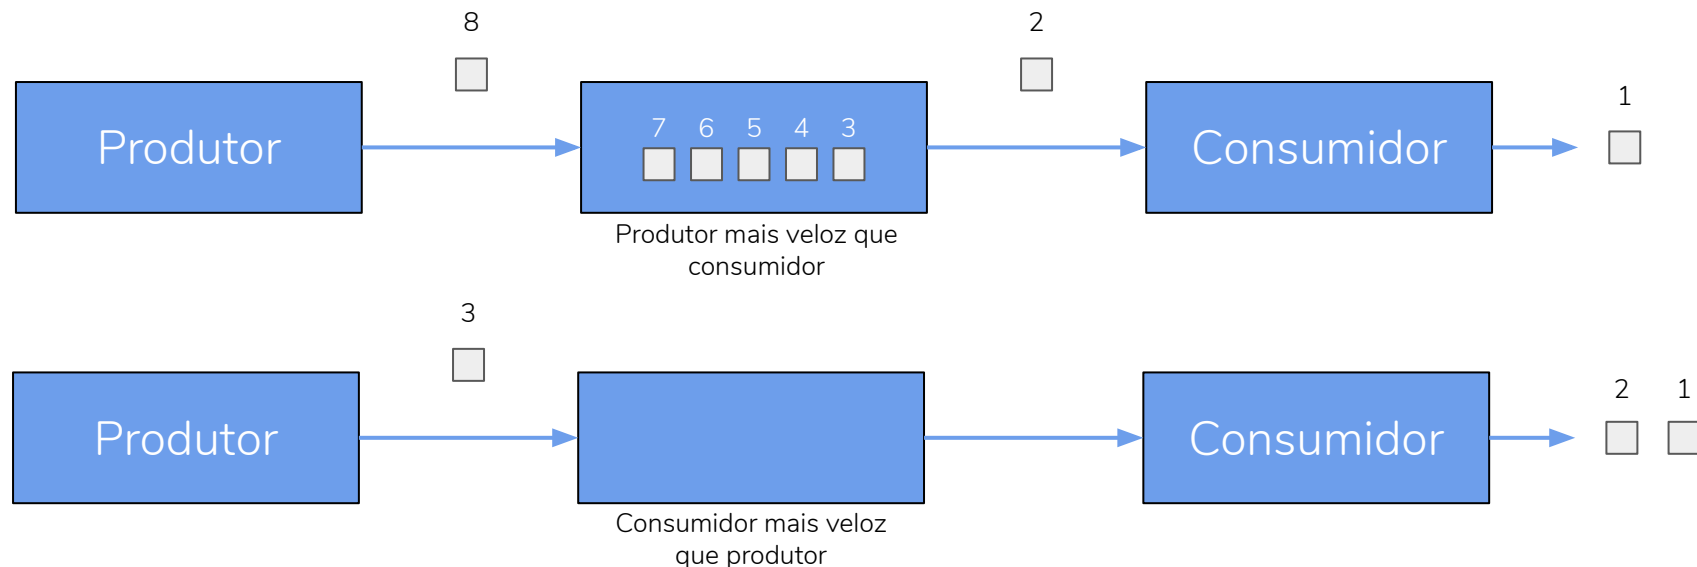 8
2
1
Produtor
7 6 5 4 3
Consumidor
Produtor mais veloz que
consumidor
3
2 1
Produtor
Consumidor
Consumidor mais veloz
que produtor